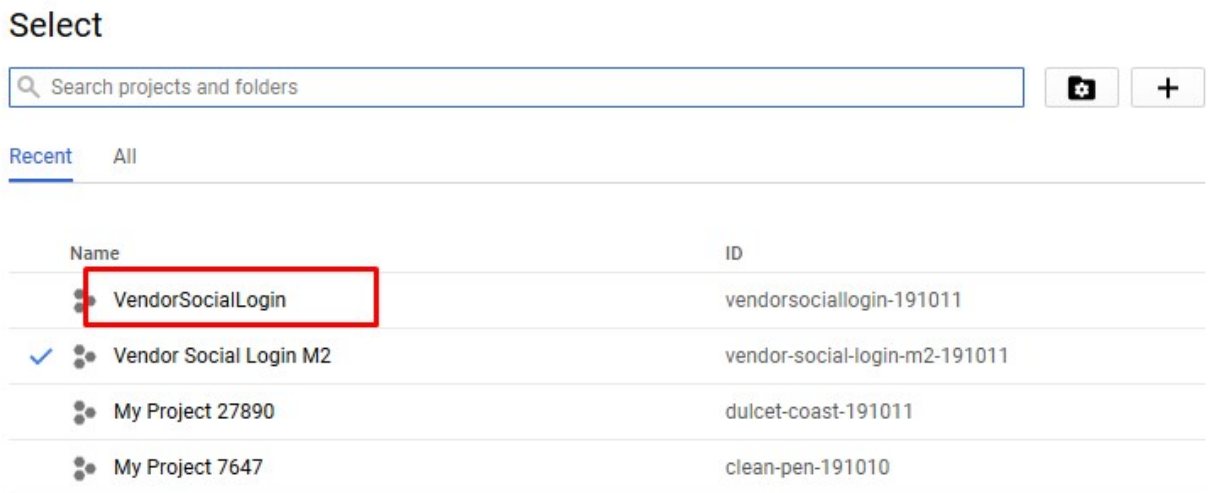 Select
Search projects and folders
Recent All
Name ID
VendorSocialLogin vendorsociallogin-191011
Vendor Social Login M2 vendor-social-login-m2-191011
My Project 27890 dulcet-coast-191011
My Project 7647 clean-pen-191010